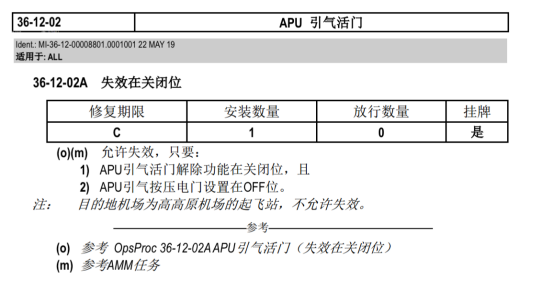 36-12-02 APU 引气活门
Ident.: MI-36-12-00008801.0001001 22 MAY 19
适用于: ALL
36-12-02A 失效在关闭位
修复期限 安装数量 放行数量 挂牌
C 1 0 是
(o)(m) 允许失效，只要：
1) APU引气活门解除功能在关闭位，且
2) APU引气按压电门设置在OFF位。
注： 目的地机场为高高原机场的起飞站，不允许失效。
参考
(o) 参考 OpsProc 36-12-02A APU 引气活门（失效在关闭位）
(m) 参考AMM任务